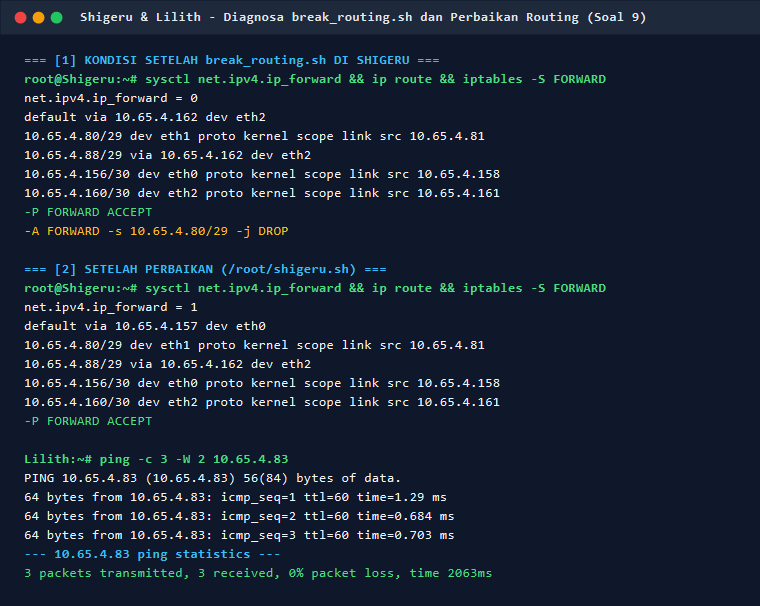 Shigeru & Lilith - Diagnosa break_routing.sh dan Perbaikan Routing (Soal 9)
=== [1] KONDISI SETELAH break_routing.sh DI SHIGERU ===
root@Shigeru:~# sysctl net.ipv4.ip_forward && ip route && iptables -S FORWARD
net.ipv4.ip_forward = 0
default via 10.65.4.162 dev eth2
10.65.4.80/29 dev eth1 proto kernel scope link src 10.65.4.81
10.65.4.88/29 via 10.65.4.162 dev eth2
10.65.4.156/30 dev eth0 proto kernel scope link src 10.65.4.158
10.65.4.160/30 dev eth2 proto kernel scope link src 10.65.4.161
-P FORWARD ACCEPT
-A FORWARD -s 10.65.4.80/29 -j DROP
=== [2] SETELAH PERBAIKAN (/root/shigeru.sh) ===
root@Shigeru:~# sysctl net.ipv4.ip_forward && ip route && iptables -S FORWARD
net.ipv4.ip_forward = 1
default via 10.65.4.157 dev eth0
10.65.4.80/29 dev eth1 proto kernel scope link src 10.65.4.81
10.65.4.88/29 via 10.65.4.162 dev eth2
10.65.4.156/30 dev eth0 proto kernel scope link src 10.65.4.158
10.65.4.160/30 dev eth2 proto kernel scope link src 10.65.4.161
-P FORWARD ACCEPT
Lilith:~# ping -c 3 -W 2 10.65.4.83
PING 10.65.4.83 (10.65.4.83) 56(84) bytes of data.
64 bytes from 10.65.4.83: icmp_seq=1 ttl=60 time=1.29 ms
64 bytes from 10.65.4.83: icmp_seq=2 ttl=60 time=0.684 ms
64 bytes from 10.65.4.83: icmp_seq=3 ttl=60 time=0.703 ms
--- 10.65.4.83 ping statistics ---
3 packets transmitted, 3 received, 0% packet loss, time 2063ms